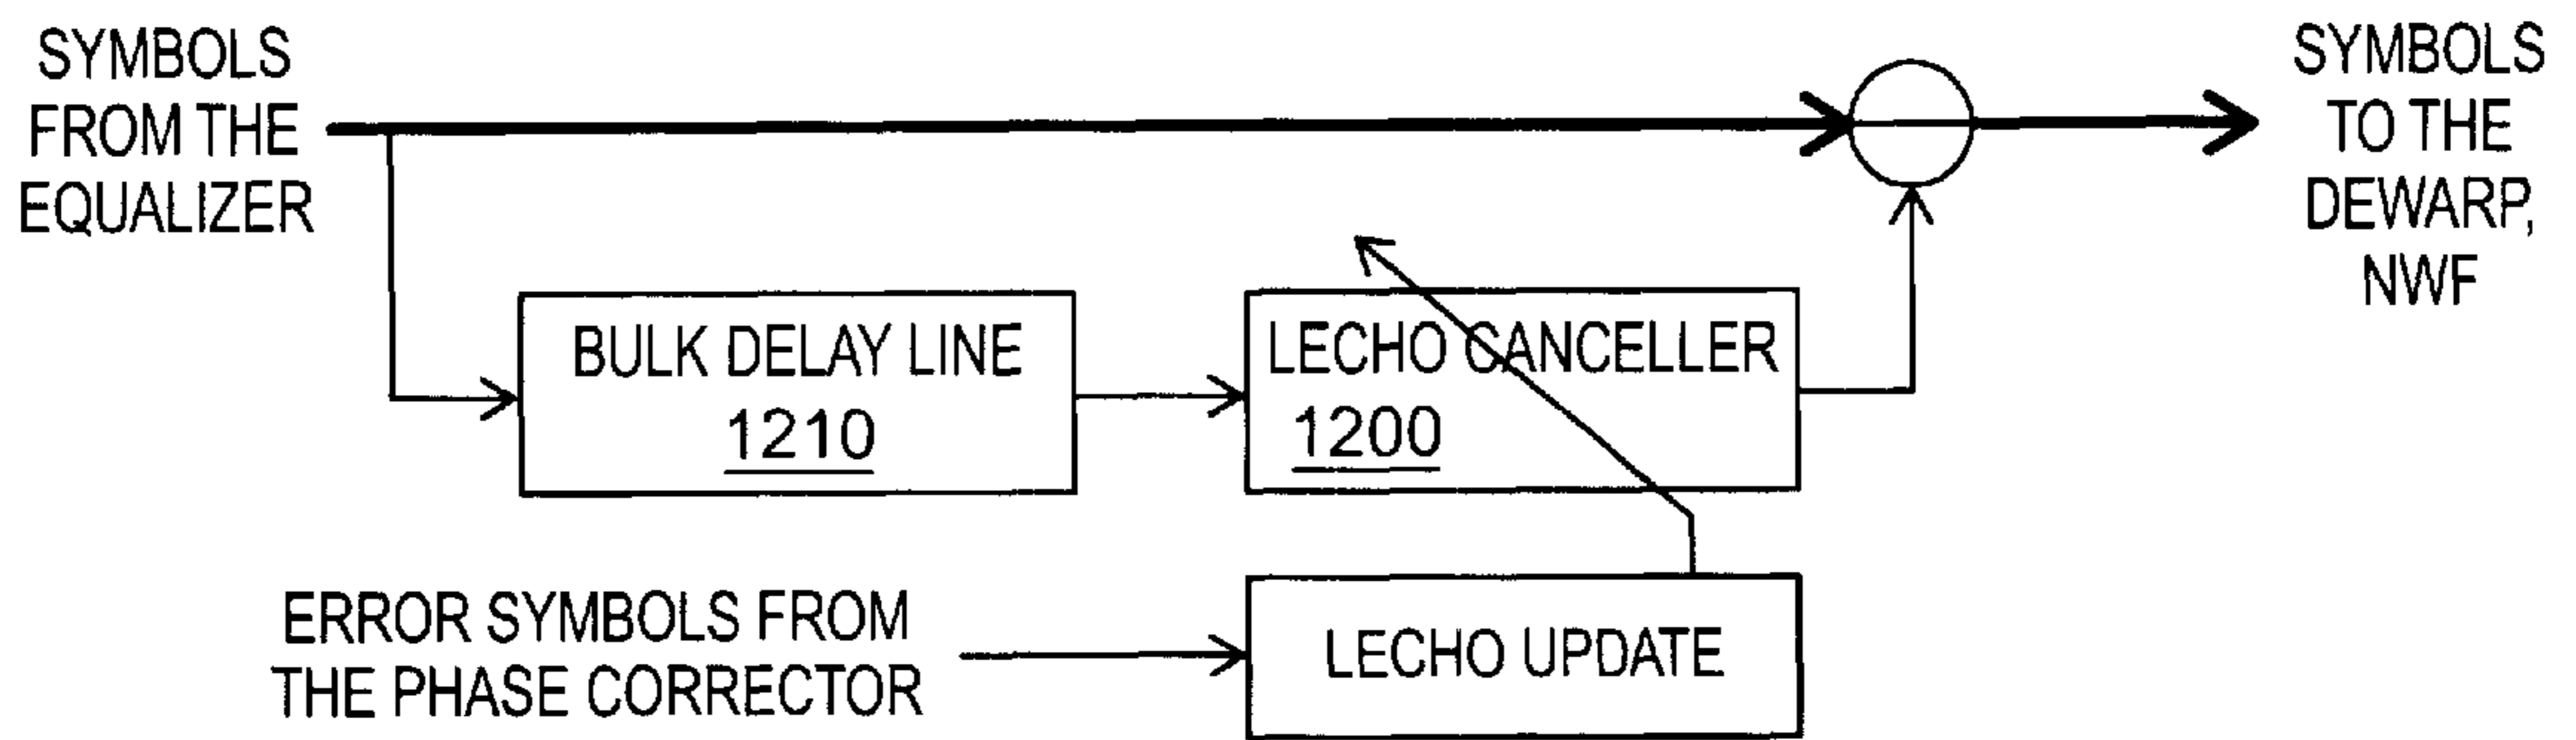 SYMBOLS
FROM THE
EQUALIZER
SYMBOLS
TO THE
DEWARP,
NWF
BULK DELAY LINE
1210
LECHO CANCELLER
1200
ERROR SYMBOLS FROM
THE PHASE CORRECTOR
LECHO UPDATE